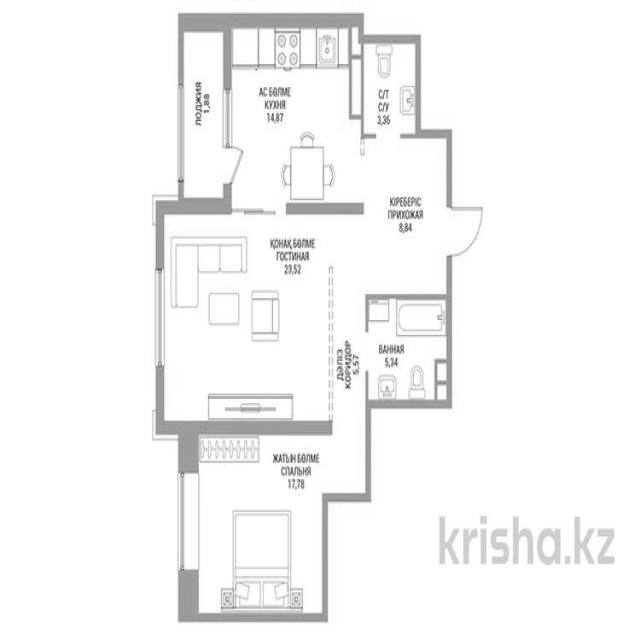 АС БӨЛМЕ
КУХНЯ
14,87
С/Т
С/У
3,36
ЛОДЖИЯ
1,88
КІРЕБЕРІС
ПРИХОЖАЯ
8,84
ҚОНАҚ БӨЛМЕ
ГОСТИНАЯ
23,52
ДӘЛІЗ
КОРИДОР
5,57
ВАННАЯ
5,34
ЖАТЫН БӨЛМЕ
СПАЛЬНЯ
17,78
krisha.kz